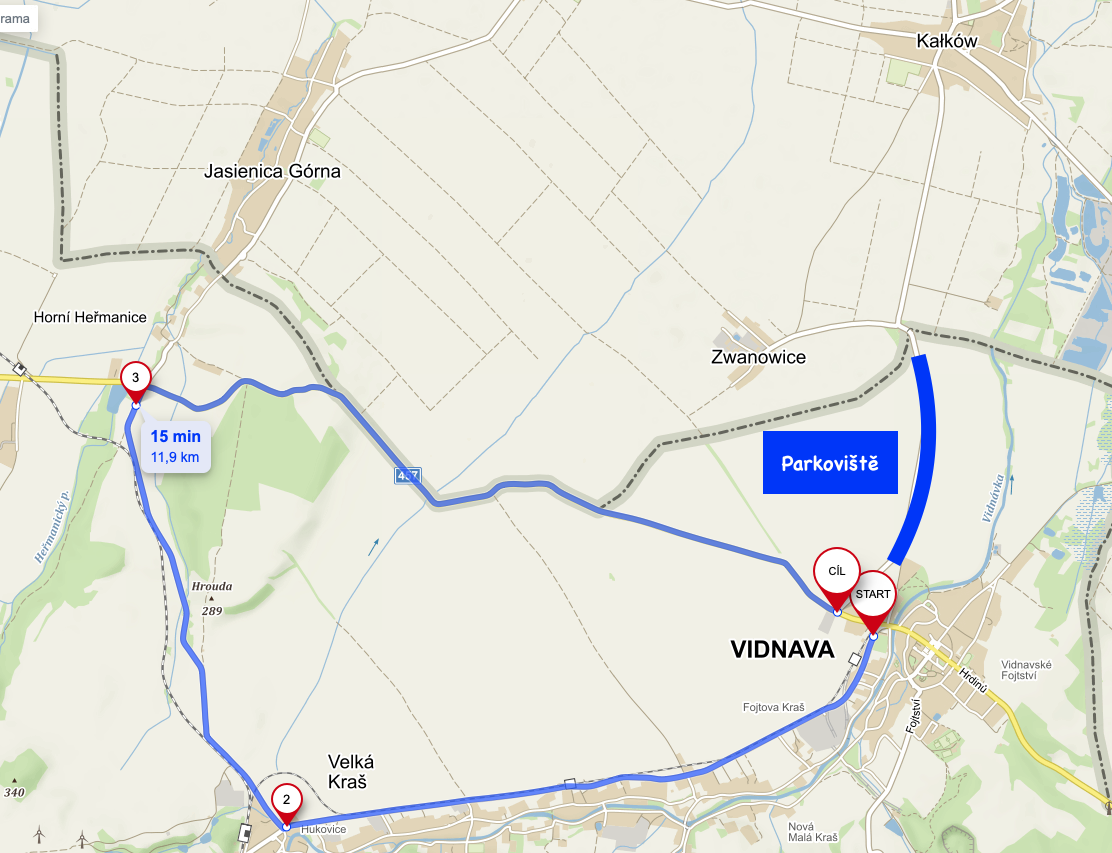 rama
Kałków
Jasienica Górna
Horní Heřmanice
Zwanowice
3
15 min
11,9 km
Parkoviště
457
Heřmanický p.
Vidnávka
CÍL
START
Hrouda
289
VIDNAVA
Hrdinů
Vidnavské
Fojtství
Fojtova Kraš
Fojtství
Velká
Kraš
340
2
Hukovice
Nová
Malá Kraš